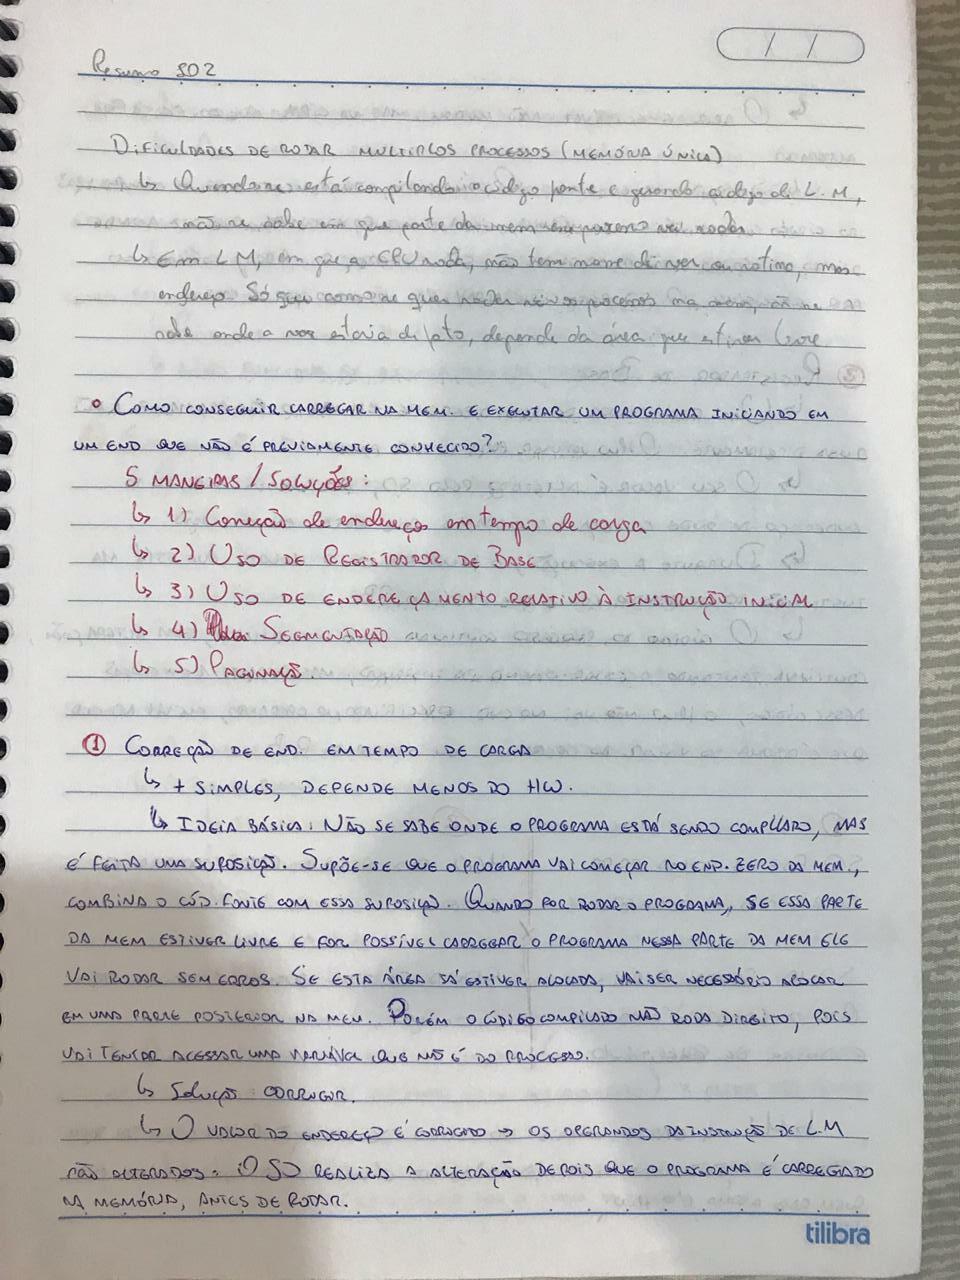 Resumo SO2
DIFICULDADES DE RODAR MÚLTIPLOS PROCESSOS (MEMÓRIA ÚNICA)
↳ Quando se está compilando o código fonte e gerando código de L.M,
não se sabe em que parte da mem esse processo vai rodar
↳ Em LM, em que a CPU roda, não tem nome de var ou rotina, mas
endereço. Só que como se quer vários processos na mem, não se
sabe onde a var estará de fato, depende da área que estiver livre
• COMO CONSEGUIR CARREGAR NA MEM. E EXECUTAR UM PROGRAMA INICIANDO EM
UM END QUE NÃO É PREVIAMENTE CONHECIDO?
5 MANEIRAS / SOLUÇÕES:
↳ 1) Correção de endereços em tempo de carga
↳ 2) USO DE REGISTRADOR DE BASE
↳ 3) USO DE ENDEREÇAMENTO RELATIVO À INSTRUÇÃO INICIAL
↳ 4) SEGMENTAÇÃO
↳ 5) PAGINAÇÃO.
① CORREÇÃO DE END. EM TEMPO DE CARGA
↳ + SIMPLES, DEPENDE MENOS DO HW.
↳ IDEIA BÁSICA: NÃO SE SABE ONDE O PROGRAMA ESTÁ SENDO COMPILADO, MAS
É FEITA UMA SUPOSIÇÃO. SUPÕE-SE QUE O PROGRAMA VAI COMEÇAR NO END. ZERO DA MEM.,
COMBINA O CÓD. FONTE COM ESSA SUPOSIÇÃO. QUANDO FOR RODAR O PROGRAMA, SE ESSA PARTE
DA MEM ESTIVER LIVRE E FOR POSSÍVEL CARREGAR O PROGRAMA NESSA PARTE DA MEM ELE
VAI RODAR SEM ERROS. SE ESTA ÁREA JÁ ESTIVER ALOCADA, VAI SER NECESSÁRIO ALOCAR
EM UMA PARTE POSTERIOR NA MEM. PORÉM O CÓDIGO COMPILADO NÃO RODA DIREITO, POIS
VAI TENTAR ACESSAR UMA VARIÁVEL QUE NÃO É DO PROCESSO.
↳ Solução: CORRIGIR.
↳ O VALOR DO ENDEREÇO É CORRIGIDO → OS OPERANDOS DA INSTRUÇÃO DE L.M
SÃO ALTERADOS. O SO REALIZA A ALTERAÇÃO DEPOIS QUE O PROGRAMA É CARREGADO
NA MEMÓRIA, ANTES DE RODAR.
tilibra